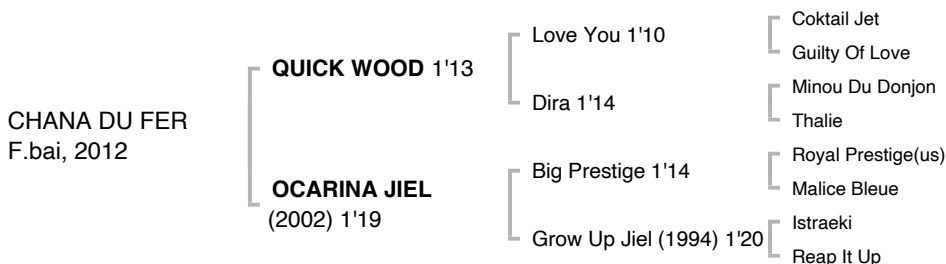 CHANA DU FER
F.bai, 2012
QUICK WOOD 1'13
OCARINA JIEL
(2002) 1'19
Love You 1'10
Dira 1'14
Big Prestige 1'14
Grow Up Jiel (1994) 1'20
Coktail Jet
Guilty Of Love
Minou Du Donjon
Thalie
Royal Prestige(us)
Malice Bleue
Istraeki
Reap It Up